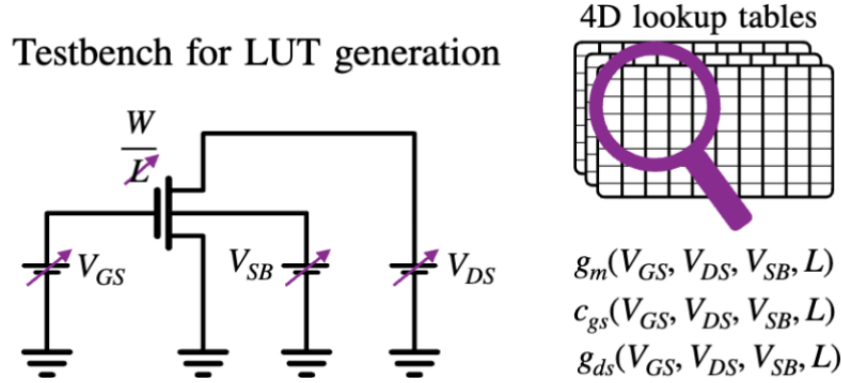 4D lookup tables
Testbench for LUT generation
W
L
V_GS
V_SB
V_DS
g_m(V_GS, V_DS, V_SB, L)
c_gs(V_GS, V_DS, V_SB, L)
g_ds(V_GS, V_DS, V_SB, L)